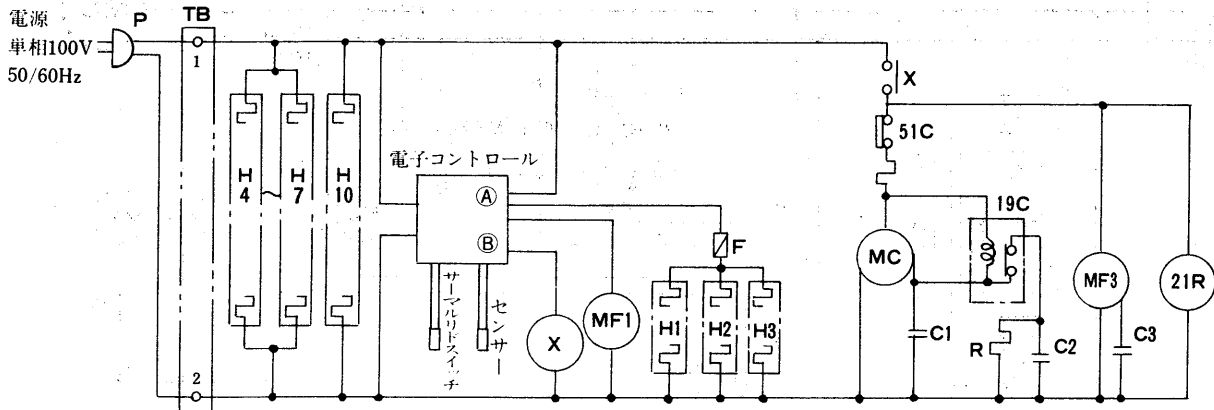 電源
単相100V
50/60Hz
P
TB
1
2
H
4
~
H
7
H
10
電子コントロール
A
B
サーマルリードスイッチ
センサー
X
MF1
F
H1
H2
H3
X
51C
MC
19C
C1
R
C2
MF3
C3
21R